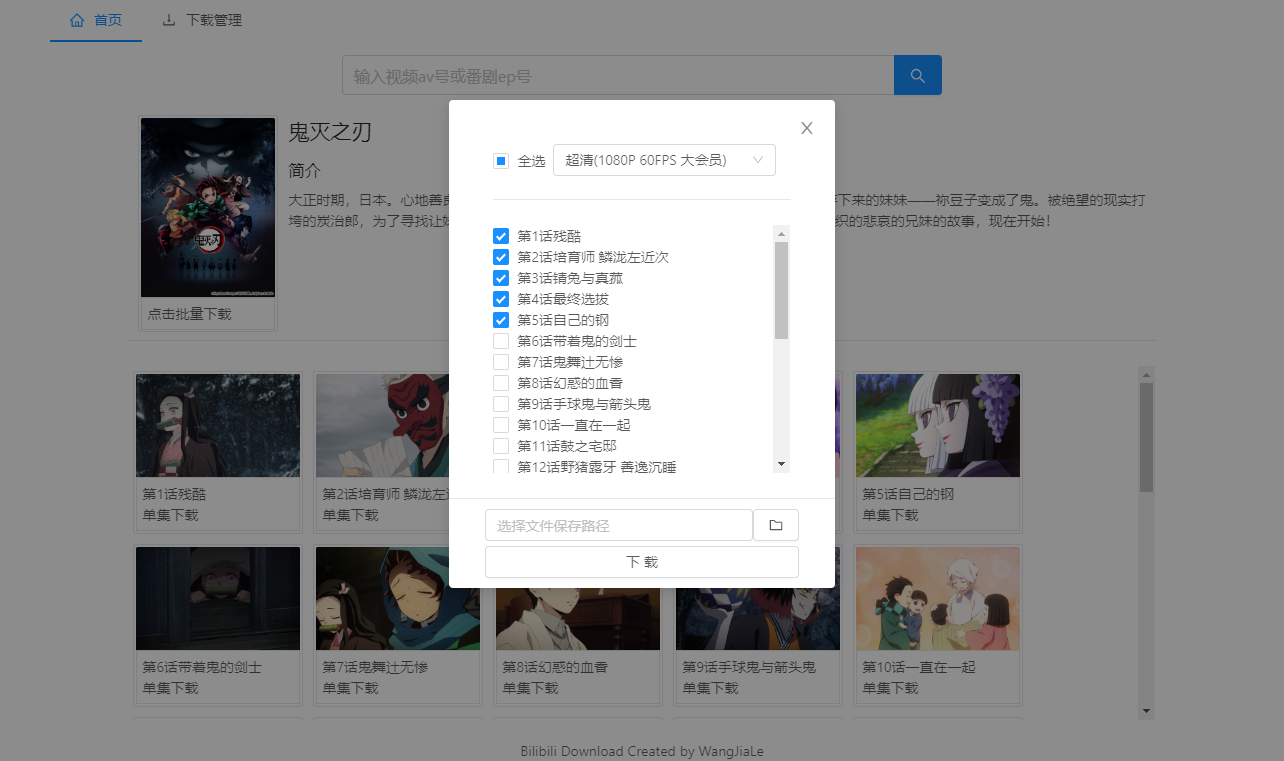 首页
下载管理
输入视频av号或番剧ep号
鬼灭之刃
简介
大正时期，日本。心地善良
下来的妹妹——祢豆子变成了鬼。被绝望的现实打
垮的炭治郎，为了寻找让妹
织的悲哀的兄妹的故事，现在开始！
鬼灭之刃
点击批量下载
全选
超清(1080P 60FPS 大会员)
第1话残酷
第2话培育师 鳞泷左近次
第3话锖兔与真菰
第4话最终选拔
第5话自己的钢
第6话带着鬼的剑士
第7话鬼舞辻无惨
第8话幻惑的血香
第9话手球鬼与箭头鬼
第10话一直在一起
第11话鼓之宅邸
第12话野猪露牙 善逸沉睡
选择文件保存路径
下 载
第1话残酷
单集下载
第2话培育师 鳞泷左近
单集下载
第5话自己的钢
单集下载
第6话带着鬼的剑士
单集下载
第7话鬼舞辻无惨
单集下载
第8话幻惑的血香
单集下载
第9话手球鬼与箭头鬼
单集下载
第10话一直在一起
单集下载
Bilibili Download Created by WangJiaLe